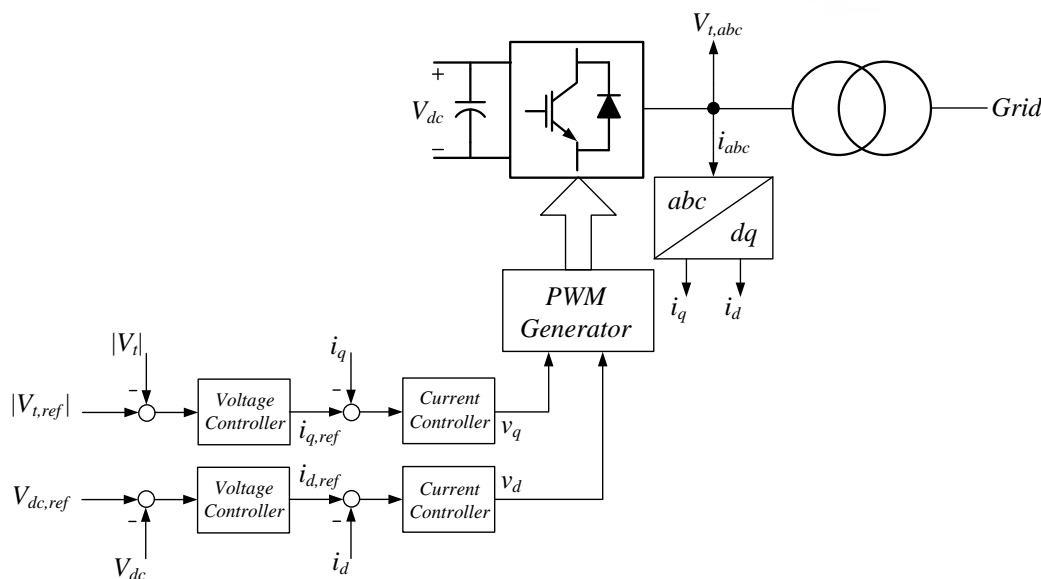 V_{t,abc}
+
V_{dc}
−
Grid
i_{abc}
abc
dq
i_q
i_d
PWM
Generator
|V_t|
−
|V_{t,ref}|
Voltage
Controller
i_{q,ref}
i_q
−
Current
Controller
v_q
V_{dc,ref}
−
V_{dc}
Voltage
Controller
i_{d,ref}
−
i_d
Current
Controller
v_d